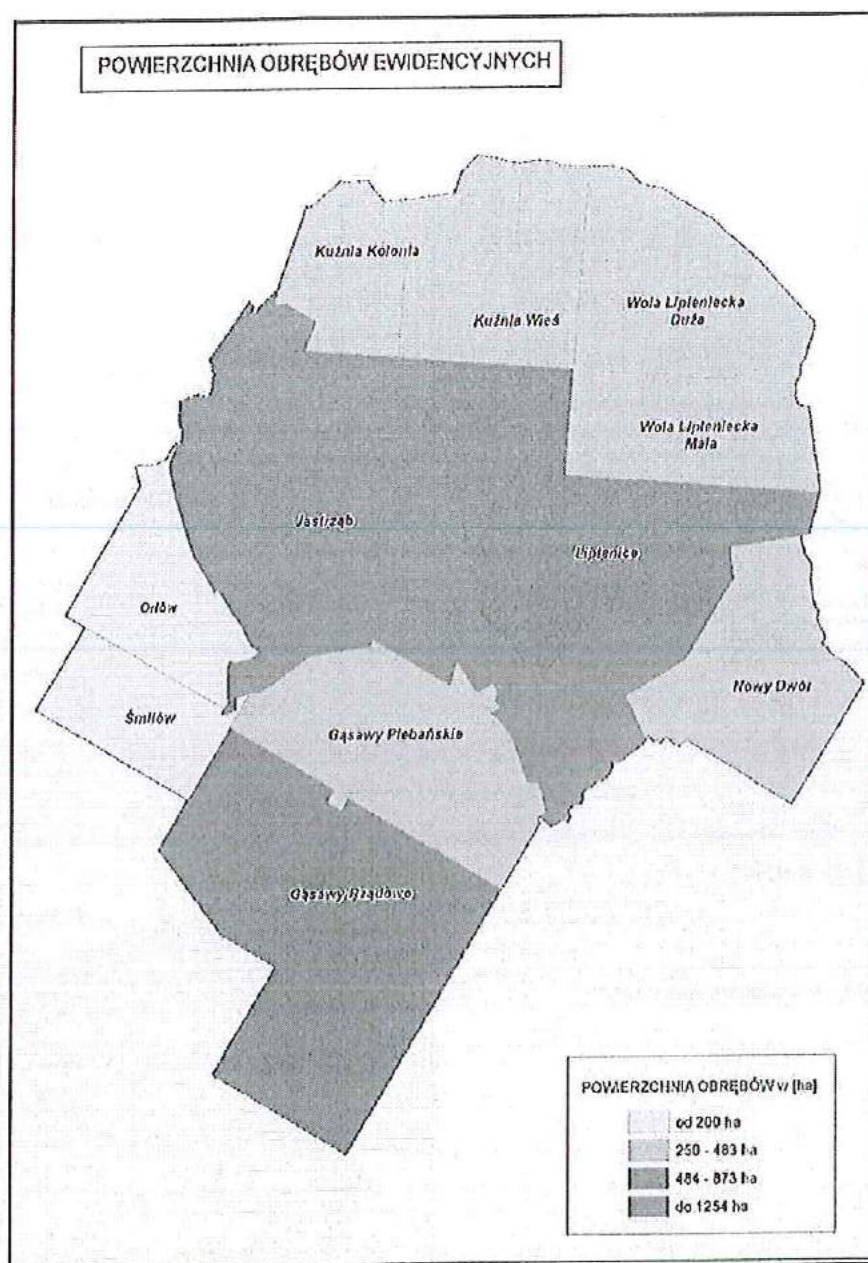 POWIERZCHNIA OBRĘBÓW EWIDENCYJNYCH
Kuźnia Kolonia
Kuźnia Wieś
Wola Lipieniecka
Duża
Wola Lipieniecka
Mała
Jastrząb
Lipienice
Orłów
Śmiłów
Nowy Dwór
Gąsawy Plebańskie
Gąsawy Rządowe
POWIERZCHNIA OBRĘBÓW w [ha]
od 200 ha
250 - 483 ha
484 - 873 ha
do 1254 ha